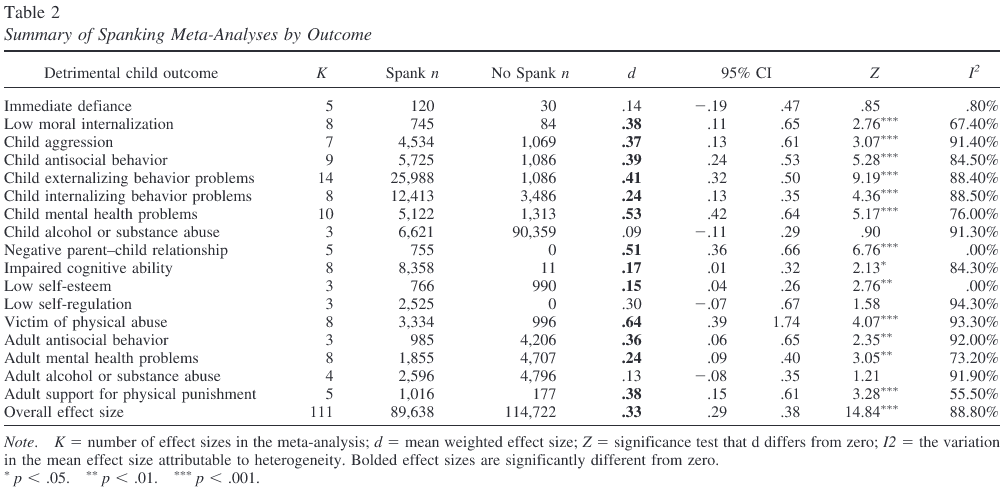 Table 2
Summary of Spanking Meta-Analyses by Outcome
Detrimental child outcome K Spank n No Spank n d 95% CI Z I2
Immediate defiance 5 120 30 .14 −.19 .47 .85 .80%
Low moral internalization 8 745 84 .38 .11 .65 2.76*** 67.40%
Child aggression 7 4,534 1,069 .37 .13 .61 3.07*** 91.40%
Child antisocial behavior 9 5,725 1,086 .39 .24 .53 5.28*** 84.50%
Child externalizing behavior problems 14 25,988 1,086 .41 .32 .50 9.19*** 88.40%
Child internalizing behavior problems 8 12,413 3,486 .24 .13 .35 4.36*** 88.50%
Child mental health problems 10 5,122 1,313 .53 .42 .64 5.17*** 76.00%
Child alcohol or substance abuse 3 6,621 90,359 .09 −.11 .29 .90 91.30%
Negative parent–child relationship 5 755 0 .51 .36 .66 6.76*** .00%
Impaired cognitive ability 8 8,358 11 .17 .01 .32 2.13* 84.30%
Low self-esteem 3 766 990 .15 .04 .26 2.76** .00%
Low self-regulation 3 2,525 0 .30 −.07 .67 1.58 94.30%
Victim of physical abuse 8 3,334 996 .64 .39 1.74 4.07*** 93.30%
Adult antisocial behavior 3 985 4,206 .36 .06 .65 2.35** 92.00%
Adult mental health problems 8 1,855 4,707 .24 .09 .40 3.05** 73.20%
Adult alcohol or substance abuse 4 2,596 4,796 .13 −.08 .35 1.21 91.90%
Adult support for physical punishment 5 1,016 177 .38 .15 .61 3.28*** 55.50%
Overall effect size 111 89,638 114,722 .33 .29 .38 14.84*** 88.80%
Note. K = number of effect sizes in the meta-analysis; d = mean weighted effect size; Z = significance test that d differs from zero; I2 = the variation
in the mean effect size attributable to heterogeneity. Bolded effect sizes are significantly different from zero.
* p < .05. ** p < .01. *** p < .001.